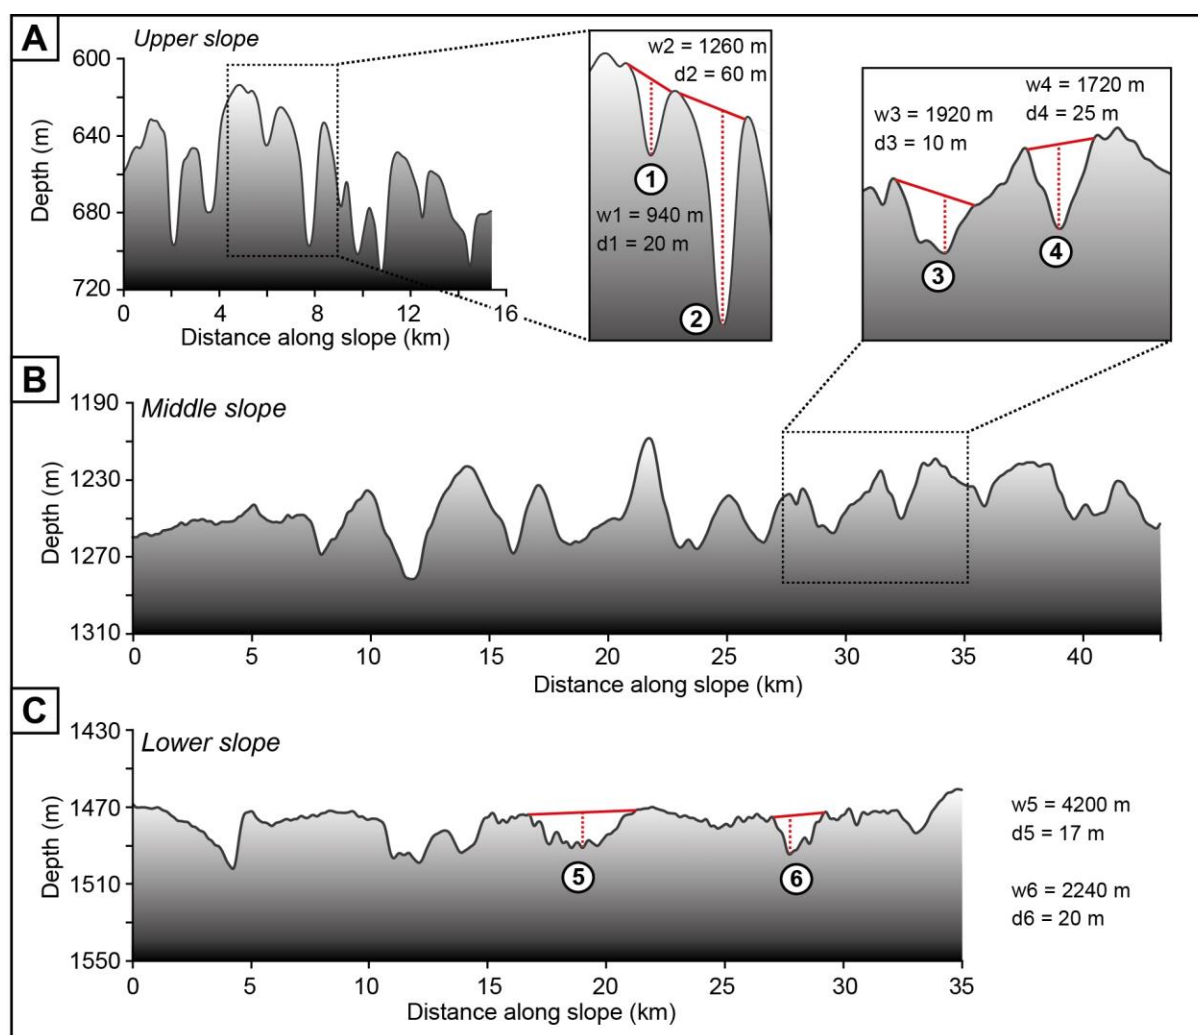 A
Upper slope
600
640
680
720
Depth (m)
0
4
8
12
16
Distance along slope (km)
w2 = 1260 m
d2 = 60 m
1
w1 = 940 m
d1 = 20 m
2
w4 = 1720 m
d4 = 25 m
w3 = 1920 m
d3 = 10 m
3
4
B
Middle slope
1190
1230
1270
1310
Depth (m)
0
5
10
15
20
25
30
35
40
Distance along slope (km)
C
Lower slope
1430
1470
1510
1550
Depth (m)
5
6
0
5
10
15
20
25
30
35
Distance along slope (km)
w5 = 4200 m
d5 = 17 m
w6 = 2240 m
d6 = 20 m